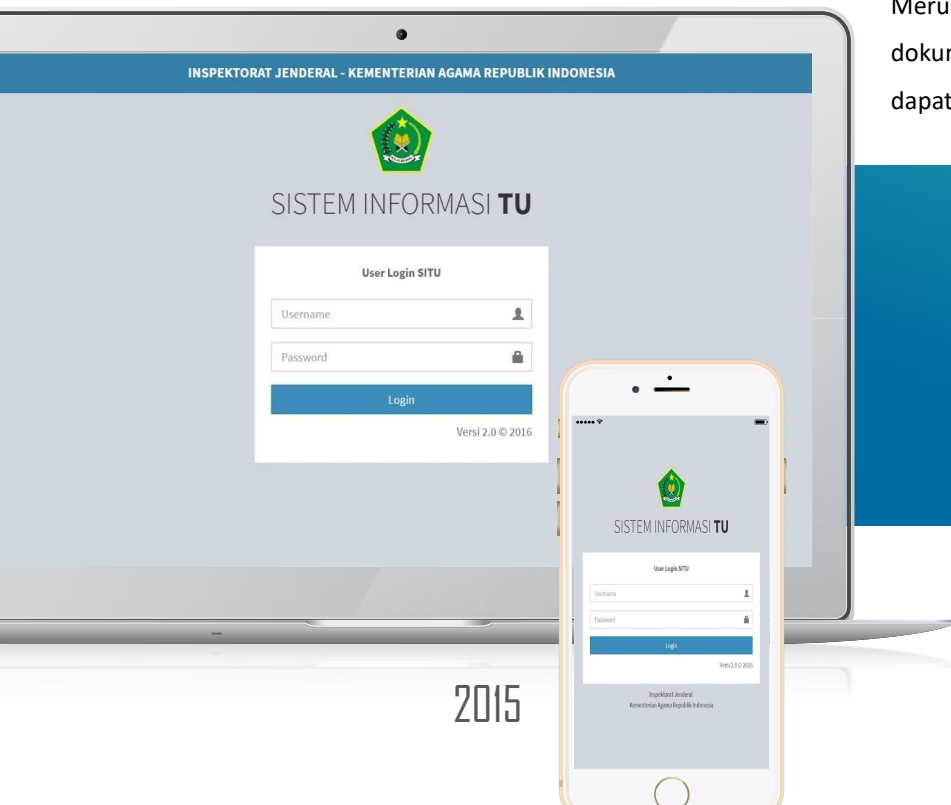 Meru
dokur
dapat
INSPEKTORAT JENDERAL - KEMENTERIAN AGAMA REPUBLIK INDONESIA
SISTEM INFORMASI TU
User Login SITU
Username
Password
Login
Versi 2.0 © 2016
SISTEM INFORMASI TU
User Login SITU
Username
Password
Login
Versi 2.0 © 2016
Inspektorat Jenderal
Kementerian Agama Republik Indonesia
2015